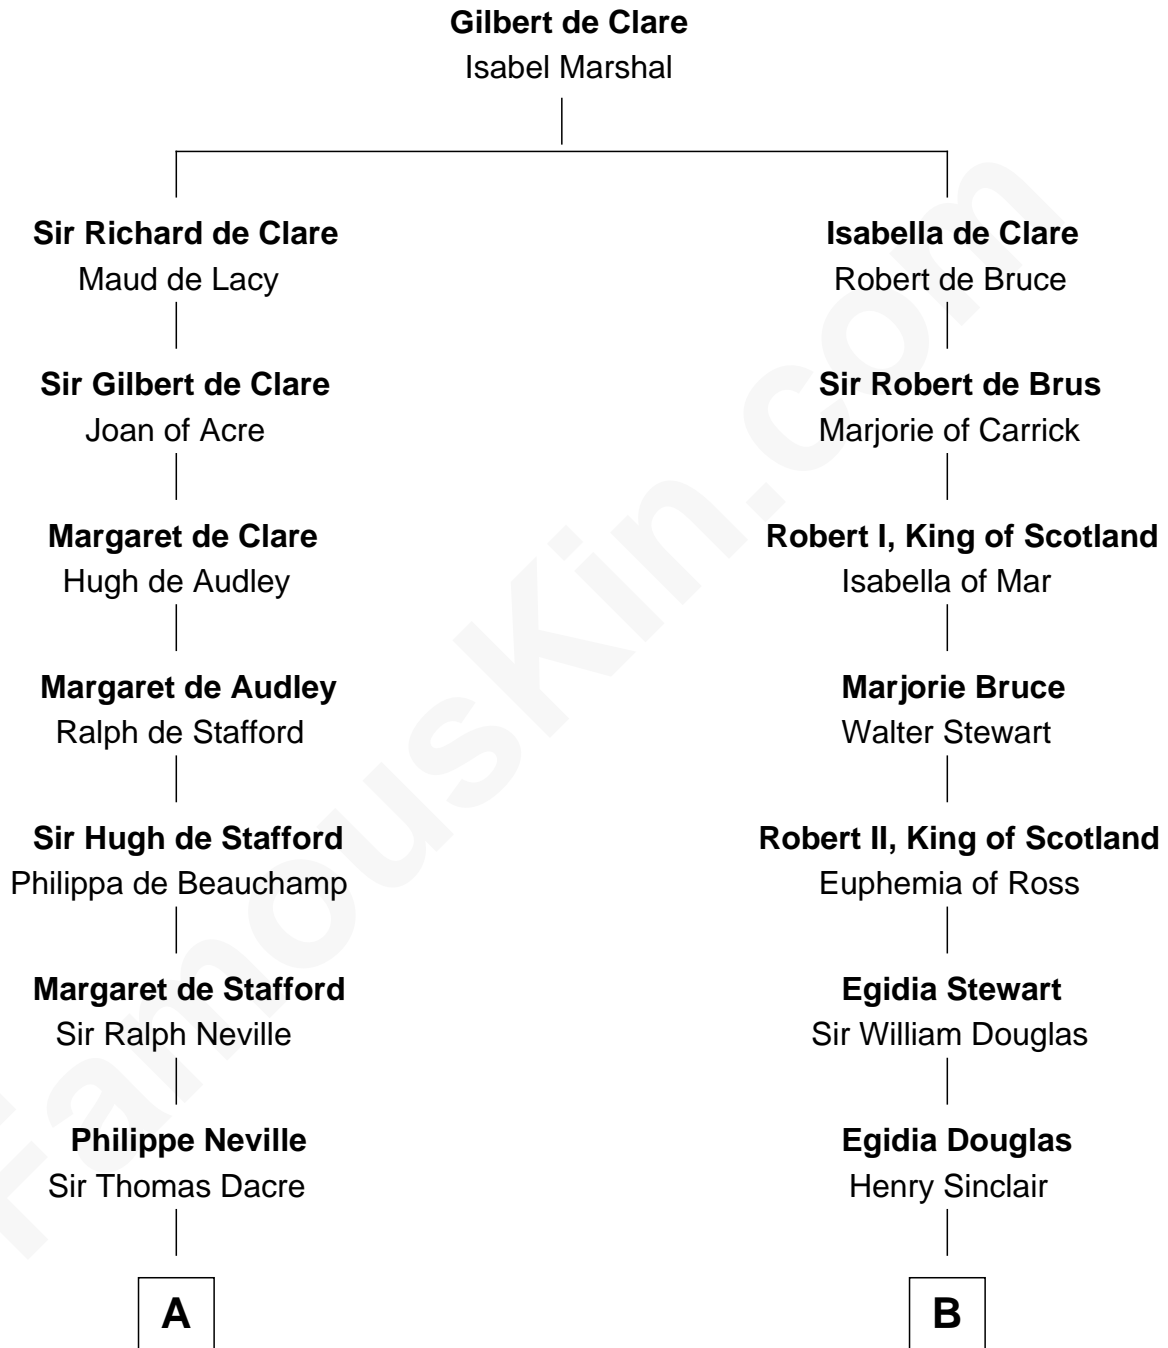 Gilbert de Clare
Isabel Marshal
Sir Richard de Clare
Maud de Lacy
Isabella de Clare
Robert de Bruce
Sir Gilbert de Clare
Joan of Acre
Sir Robert de Brus
Marjorie of Carrick
Margaret de Clare
Hugh de Audley
Robert I, King of Scotland
Isabella of Mar
Margaret de Audley
Ralph de Stafford
Marjorie Bruce
Walter Stewart
Sir Hugh de Stafford
Philippa de Beauchamp
Robert II, King of Scotland
Euphemia of Ross
Margaret de Stafford
Sir Ralph Neville
Egidia Stewart
Sir William Douglas
Philippe Neville
Sir Thomas Dacre
Egidia Douglas
Henry Sinclair
A
B
FamousKin.com